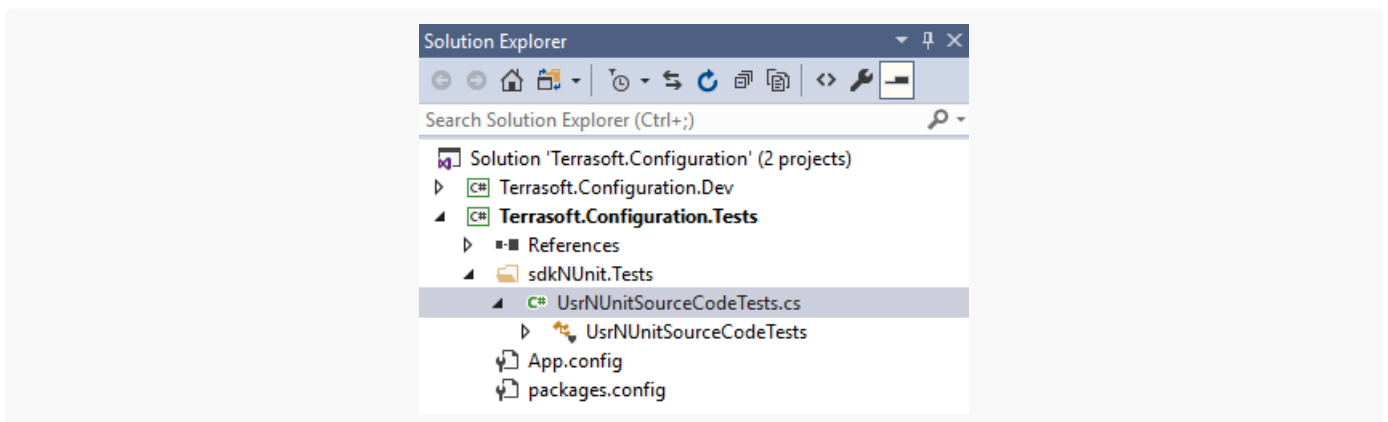 Solution Explorer
Search Solution Explorer (Ctrl+;)
Solution 'Terrasoft.Configuration' (2 projects)
C# Terrasoft.Configuration.Dev
C# Terrasoft.Configuration.Tests
References
sdkNUnit.Tests
C# UsrNUnitSourceCodeTests.cs
UsrNUnitSourceCodeTests
App.config
packages.config